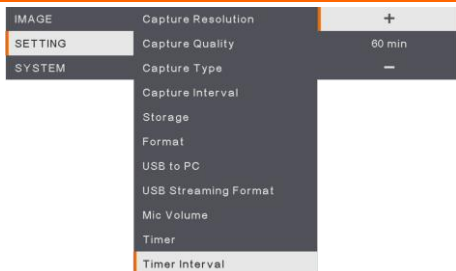 IMAGE
SETTING
SYSTEM
Capture Resolution
Capture Quality
Capture Type
Capture Interval
Storage
Format
USB to PC
USB Streaming Format
Mic Volume
Timer
Timer Interval
+
60 min
−